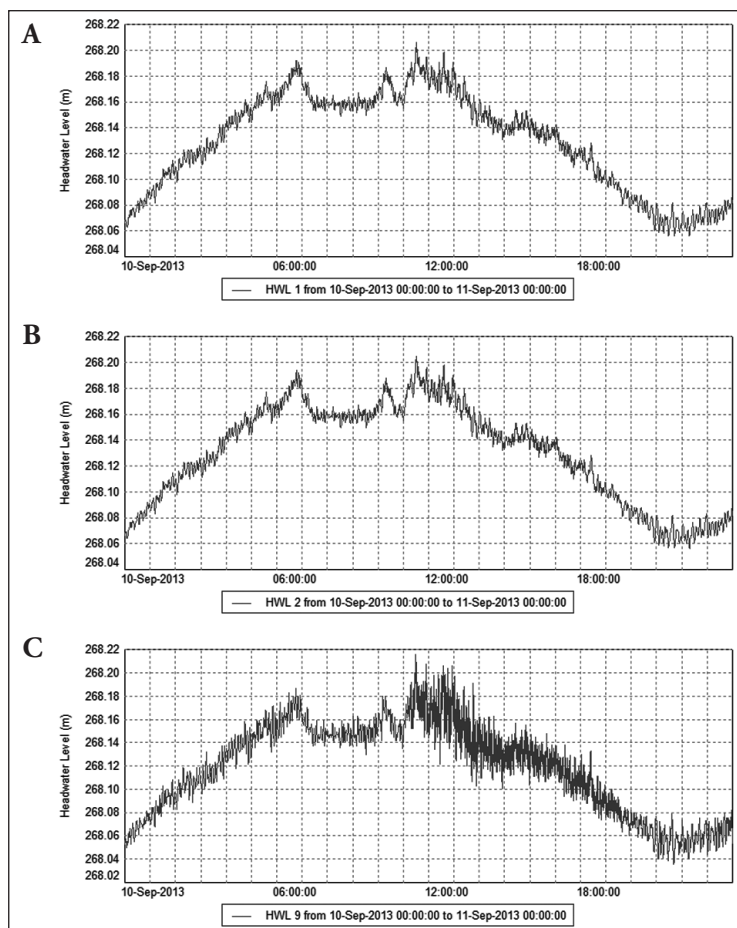 A
268.22
268.20
268.18
268.16
268.14
268.12
268.10
268.08
268.06
268.04
Headwater Level (m)
10-Sep-2013 06:00:00 12:00:00 18:00:00
HWL 1 from 10-Sep-2013 00:00:00 to 11-Sep-2013 00:00:00
B
268.22
268.20
268.18
268.16
268.14
268.12
268.10
268.08
268.06
268.04
Headwater Level (m)
10-Sep-2013 06:00:00 12:00:00 18:00:00
HWL 2 from 10-Sep-2013 00:00:00 to 11-Sep-2013 00:00:00
C
268.22
268.20
268.18
268.16
268.14
268.12
268.10
268.08
268.06
268.04
268.02
Headwater Level (m)
10-Sep-2013 06:00:00 12:00:00 18:00:00
HWL 9 from 10-Sep-2013 00:00:00 to 11-Sep-2013 00:00:00